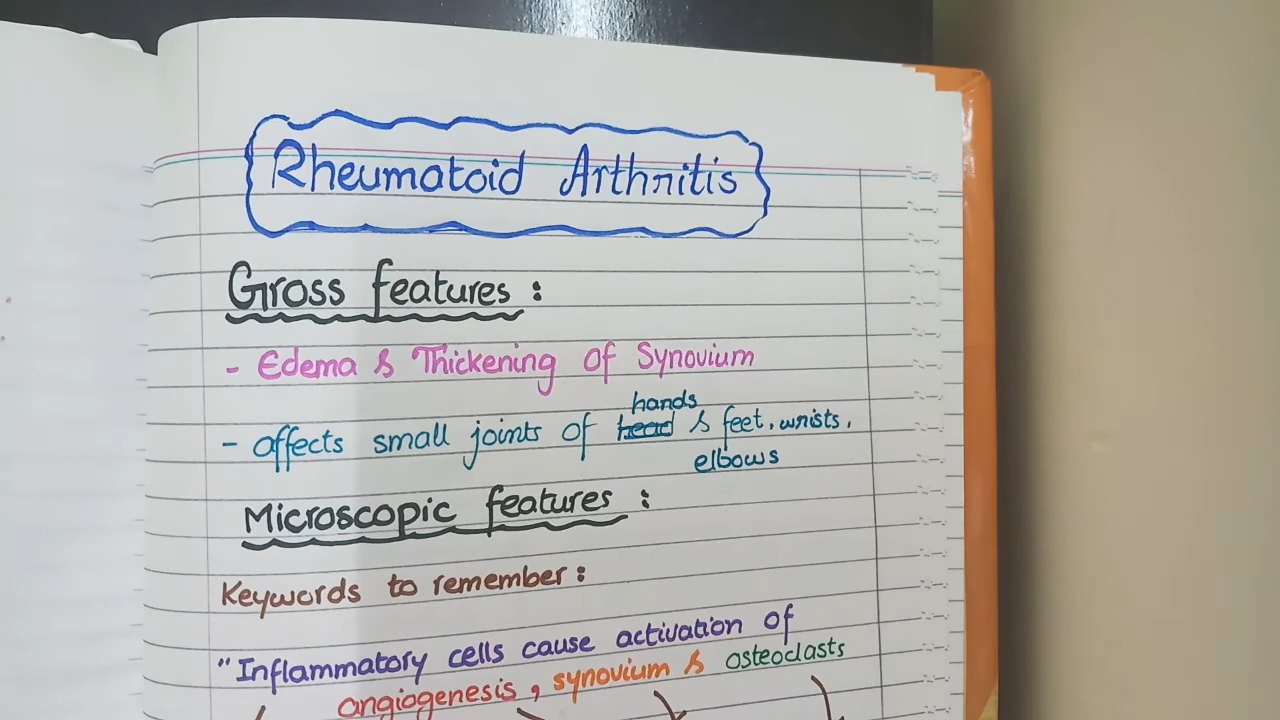 Rheumatoid Arthritis
Gross features :
- Edema & Thickening of Synovium
hands
- affects small joints of head & feet, wrists,
elbows
Microscopic features :
Keywords to remember :
"Inflammatory cells cause activation of
angiogenesis , synovium & osteoclasts